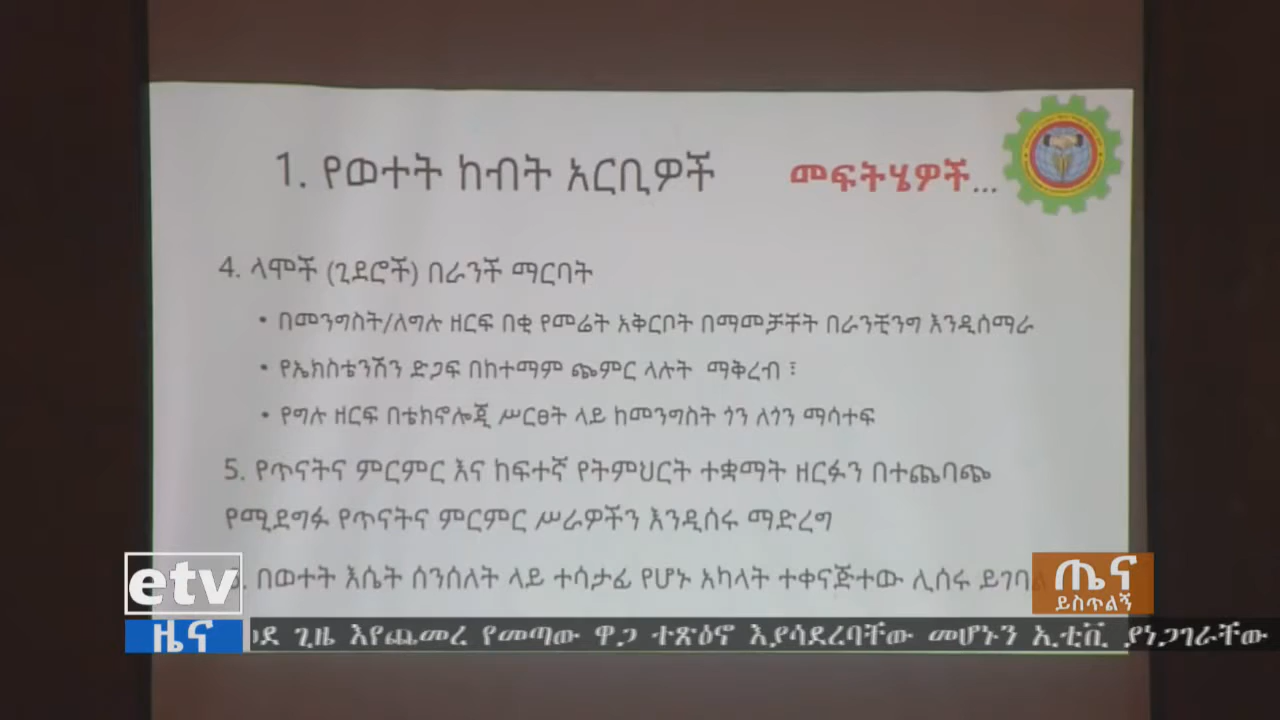 1. የወተት ከብት አርቢዎች መፍትሄዎች...
4. ላሞች (ጊደሮች) በራንች ማርባት
• በመንግስት/ለግሉ ዘርፍ በቂ የመሬት አቅርቦት በማመቻቸት በራንቺንግ እንዲሰማራ
• የኤክስቴንሽን ድጋፍ በከተማም ጭምር ላሉት ማቅረብ ፣
• የግሉ ዘርፍ በቴክኖሎጂ ሥርፀት ላይ ከመንግስት ጎን ለጎን ማሳተፍ
5. የጥናትና ምርምር እና ከፍተኛ የትምህርት ተቋማት ዘርፉን በተጨባጭ
የሚደግፉ የጥናትና ምርምር ሥራዎችን እንዲሰሩ ማድረግ
በወተት እሴት ሰንሰለት ላይ ተሳታፊ የሆኑ አካላት ተቀናጅተው ሊሰሩ
etv
ዜና
ጤና
ይስጥልኝ
ጊዜ እየጨመረ የመጣው ዋጋ ተጽዕኖ እያሳደረባቸው መሆኑን ኢቲቪ ያነጋገራቸው